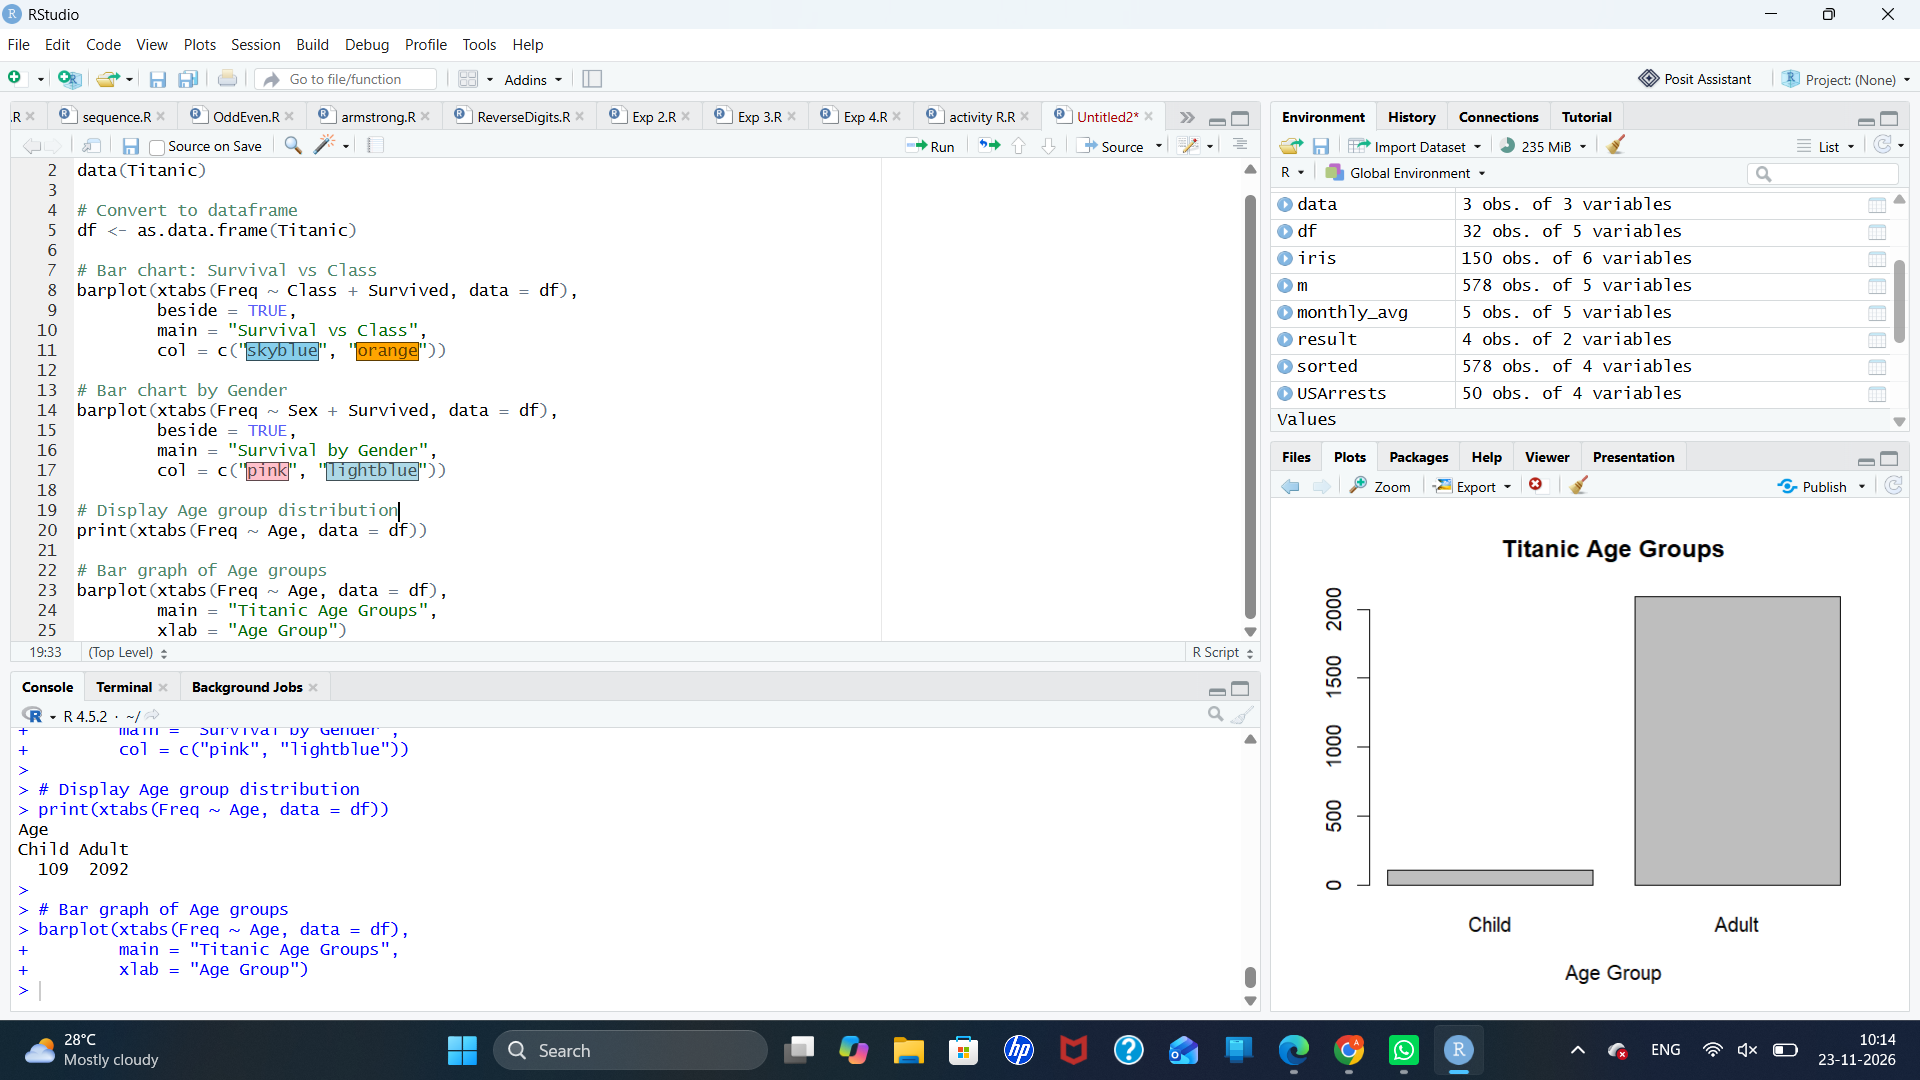 RStudio
File Edit Code View Plots Session Build Debug Profile Tools Help
Go to file/function Addins Posit Assistant Project: (None)
.R sequence.R OddEven.R armstrong.R ReverseDigits.R Exp 2.R Exp 3.R Exp 4.R activity R.R Untitled2*
Source on Save Run Source
2 data(Titanic)
3
4 # Convert to dataframe
5 df <- as.data.frame(Titanic)
6
7 # Bar chart: Survival vs Class
8 barplot(xtabs(Freq ~ Class + Survived, data = df),
9 beside = TRUE,
10 main = "Survival vs Class",
11 col = c("skyblue", "orange"))
12
13 # Bar chart by Gender
14 barplot(xtabs(Freq ~ Sex + Survived, data = df),
15 beside = TRUE,
16 main = "Survival by Gender",
17 col = c("pink", "lightblue"))
18
19 # Display Age group distribution
20 print(xtabs(Freq ~ Age, data = df))
21
22 # Bar graph of Age groups
23 barplot(xtabs(Freq ~ Age, data = df),
24 main = "Titanic Age Groups",
25 xlab = "Age Group")
19:33 (Top Level) R Script
Console Terminal Background Jobs
R 4.5.2 · ~/
+ main = "Survival by Gender",
+ col = c("pink", "lightblue"))
>
> # Display Age group distribution
> print(xtabs(Freq ~ Age, data = df))
Age
Child Adult
109 2092
>
> # Bar graph of Age groups
> barplot(xtabs(Freq ~ Age, data = df),
+ main = "Titanic Age Groups",
+ xlab = "Age Group")
>
Environment History Connections Tutorial
Import Dataset 235 MiB List
R Global Environment
data 3 obs. of 3 variables
df 32 obs. of 5 variables
iris 150 obs. of 6 variables
m 578 obs. of 5 variables
monthly_avg 5 obs. of 5 variables
result 4 obs. of 2 variables
sorted 578 obs. of 4 variables
USArrests 50 obs. of 4 variables
Values
Files Plots Packages Help Viewer Presentation
Zoom Export Publish
Titanic Age Groups
2000
1500
1000
500
0
Child Adult
Age Group
28°C
Mostly cloudy
Search
hp
ENG
10:14
23-11-2026